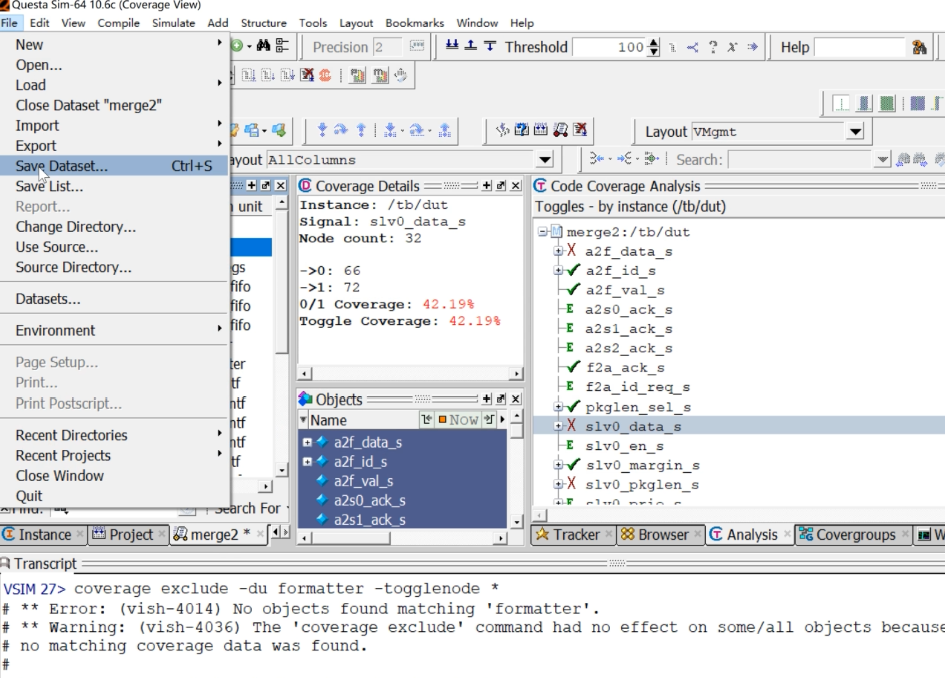 Questa Sim-64 10.6c (Coverage View)
File Edit View Compile Simulate Add Structure Tools Layout Bookmarks Window Help
New
Open...
Load
Close Dataset "merge2"
Import
Export
Save Dataset... Ctrl+S
Save List...
Report...
Change Directory...
Use Source...
Source Directory...
Datasets...
Environment
Page Setup...
Print...
Print Postscript...
Recent Directories
Recent Projects
Close Window
Quit
Precision 2
Threshold 100
Help
Layout VMgmt
ayout AllColumns
Search:
n unit
gs
fifo
fifo
fifo
er
tf
ntf
ntf
ntf
tf
Search For
Coverage Details
Instance: /tb/dut
Signal: slv0_data_s
Node count: 32
->0: 66
->1: 72
0/1 Coverage: 42.19%
Toggle Coverage: 42.19%
Objects
Name Now
a2f_data_s
a2f_id_s
a2f_val_s
a2s0_ack_s
a2s1_ack_s
Code Coverage Analysis
Toggles - by instance (/tb/dut)
merge2:/tb/dut
X a2f_data_s
a2f_id_s
a2f_val_s
E a2s0_ack_s
E a2s1_ack_s
E a2s2_ack_s
f2a_ack_s
E f2a_id_req_s
pkglen_sel_s
X slv0_data_s
E slv0_en_s
slv0_margin_s
X slv0_pkglen_s
E slv0_prio_s
Instance Project merge2 *
Tracker Browser Analysis Covergroups W
Transcript
VSIM 27> coverage exclude -du formatter -togglenode *
# ** Error: (vish-4014) No objects found matching 'formatter'.
# ** Warning: (vish-4036) The 'coverage exclude' command had no effect on some/all objects because
# no matching coverage data was found.
#